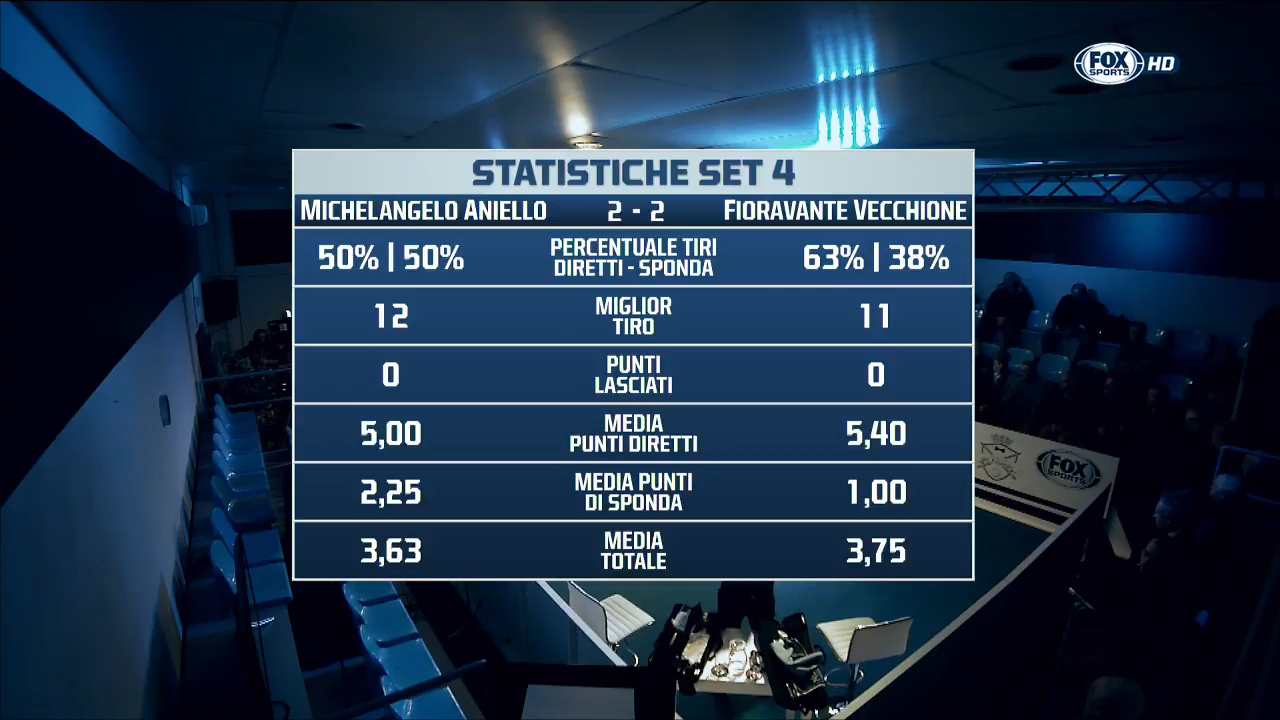 FOX
SPORTS HD
STATISTICHE SET 4
MICHELANGELO ANIELLO 2 - 2 FIORAVANTE VECCHIONE
50% | 50% PERCENTUALE TIRI DIRETTI - SPONDA 63% | 38%
12 MIGLIOR TIRO 11
0 PUNTI LASCIATI 0
5,00 MEDIA PUNTI DIRETTI 5,40
2,25 MEDIA PUNTI DI SPONDA 1,00
3,63 MEDIA TOTALE 3,75
FOX
SPORTS